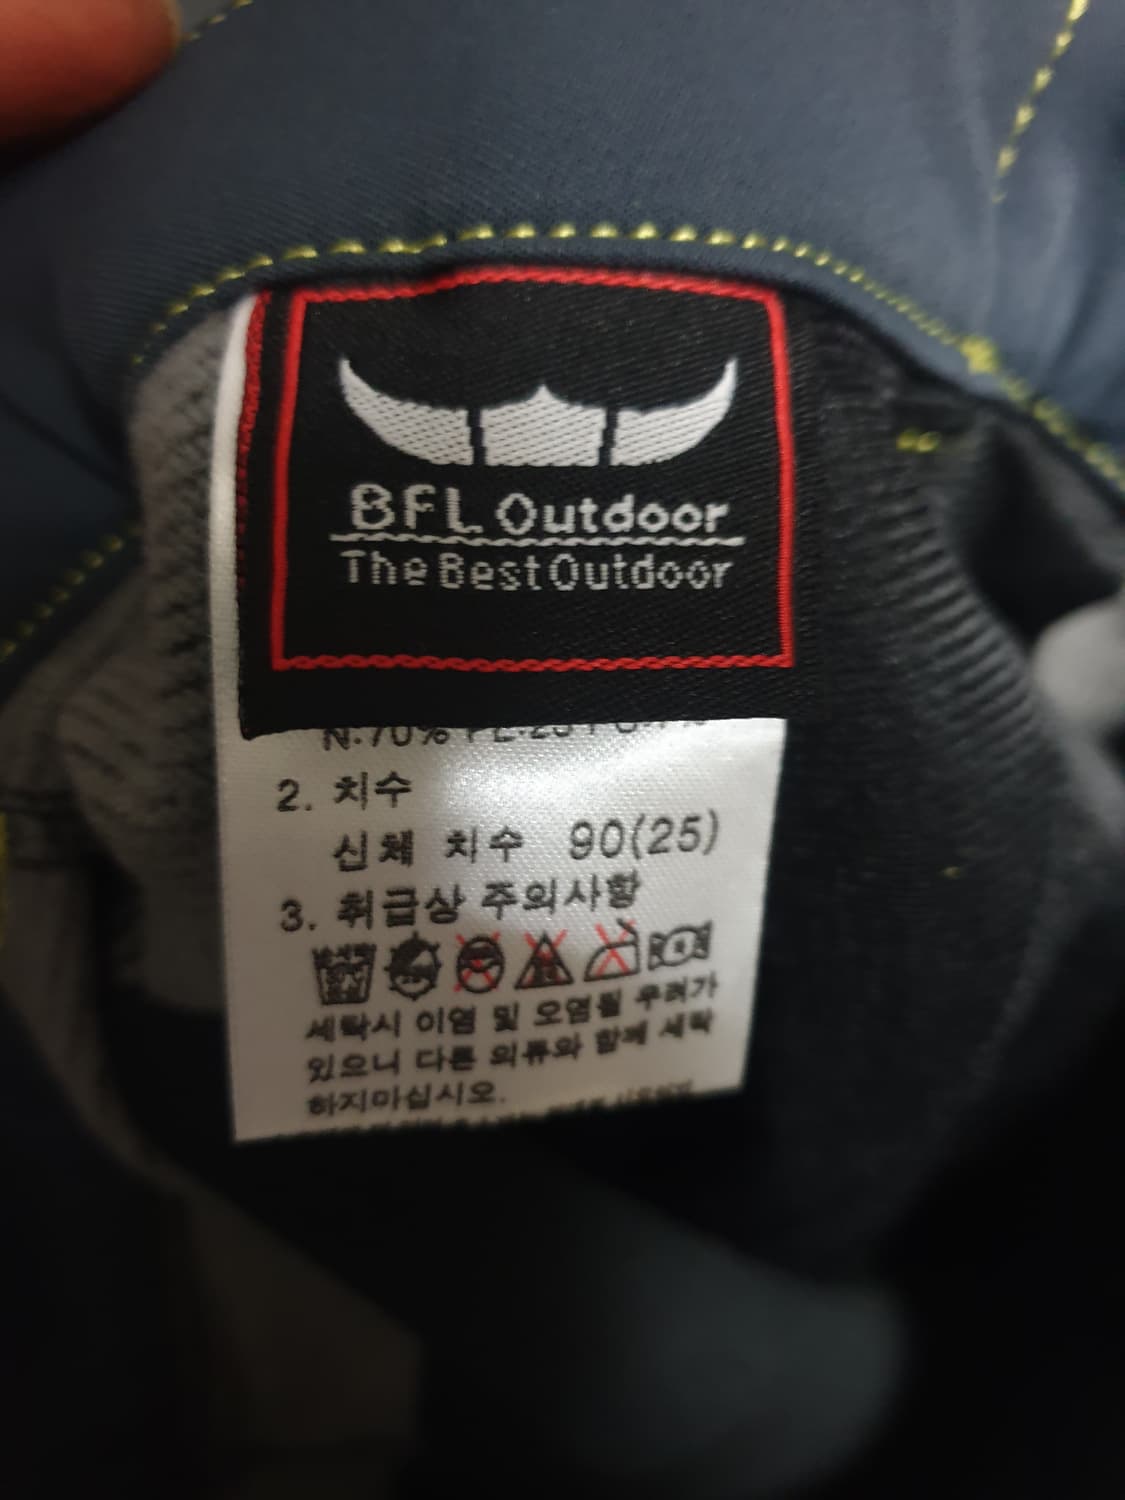 BFL Outdoor
The Best Outdoor
N:70%
2. 치수
신체 치수 90(25)
3. 취급상 주의사항
세탁시 이염 및 오염될 우려가
있으니 다른 의류와 함께 세탁
하지마십시오.